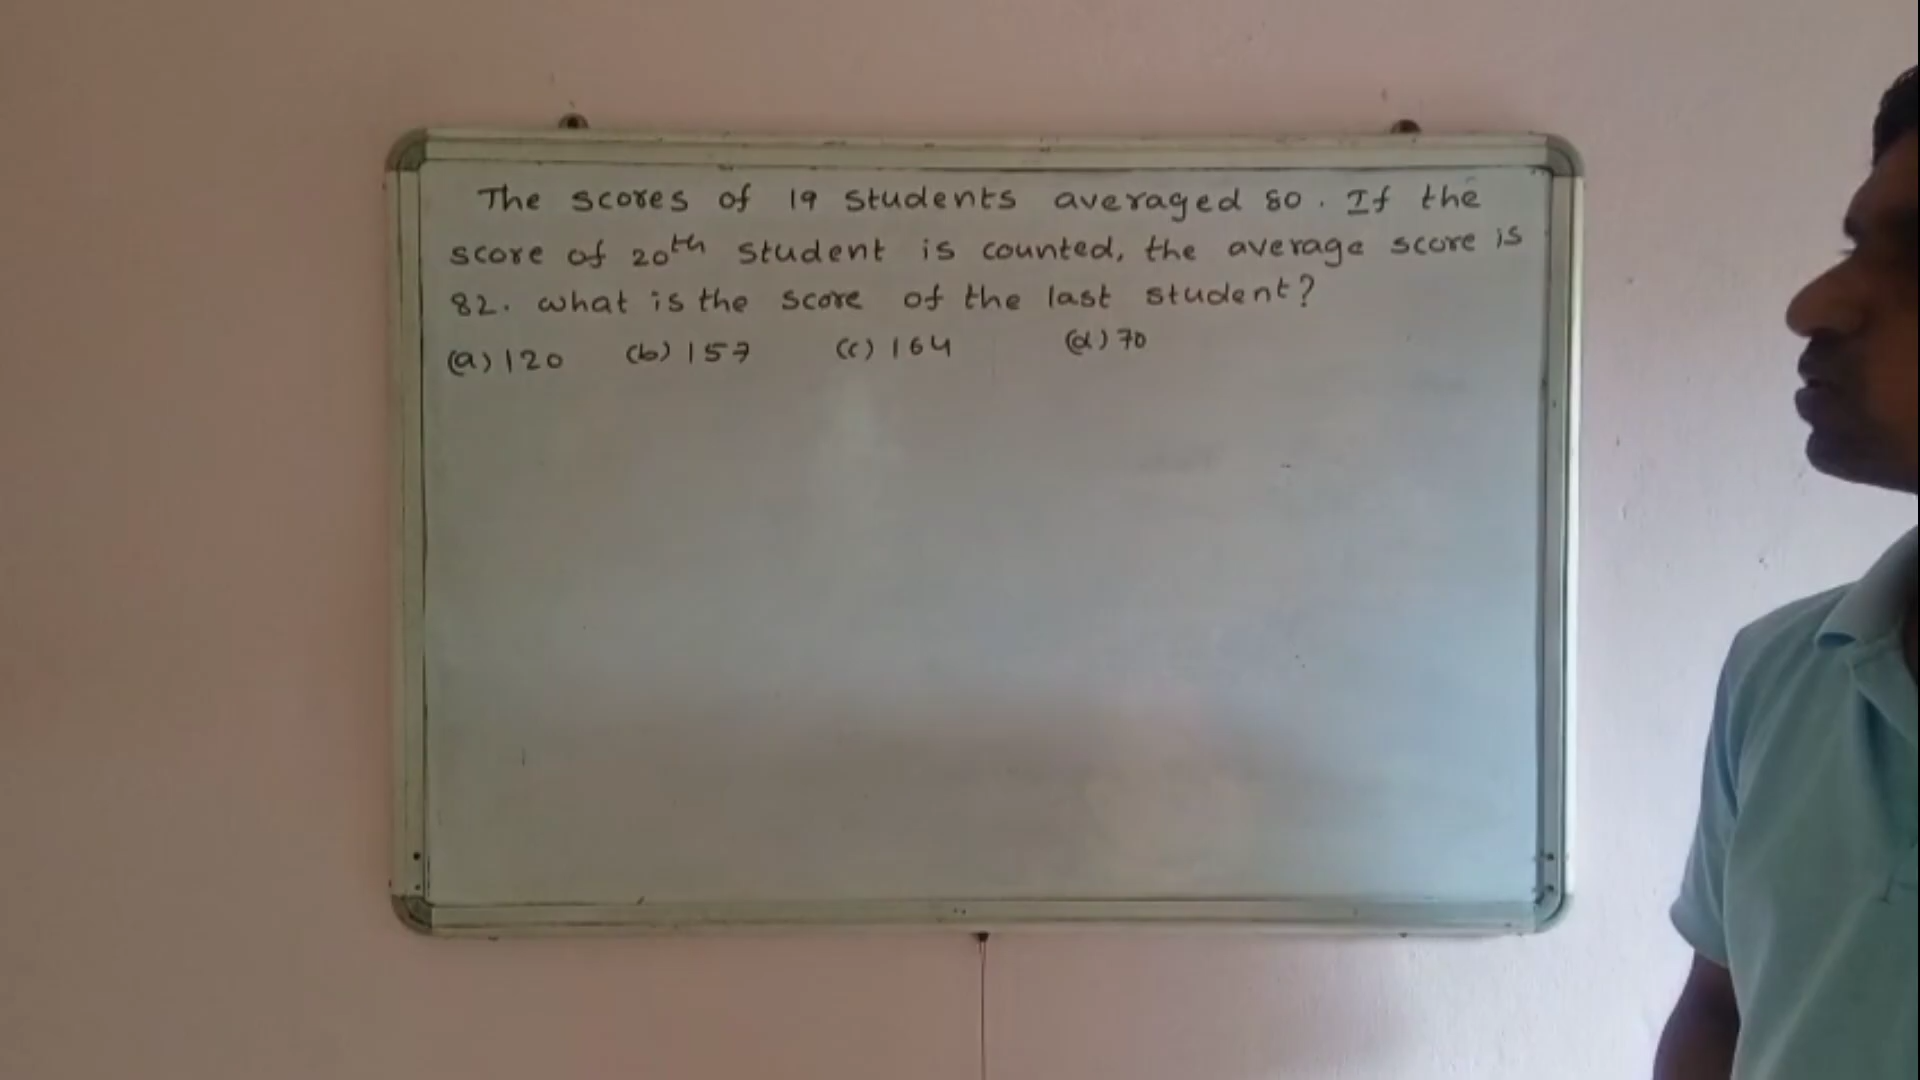 The scores of 19 students averaged 80. If the
score of 20th student is counted, the average score is
82. what is the score of the last student?
(a) 120 (b) 157 (c) 164 (d) 70